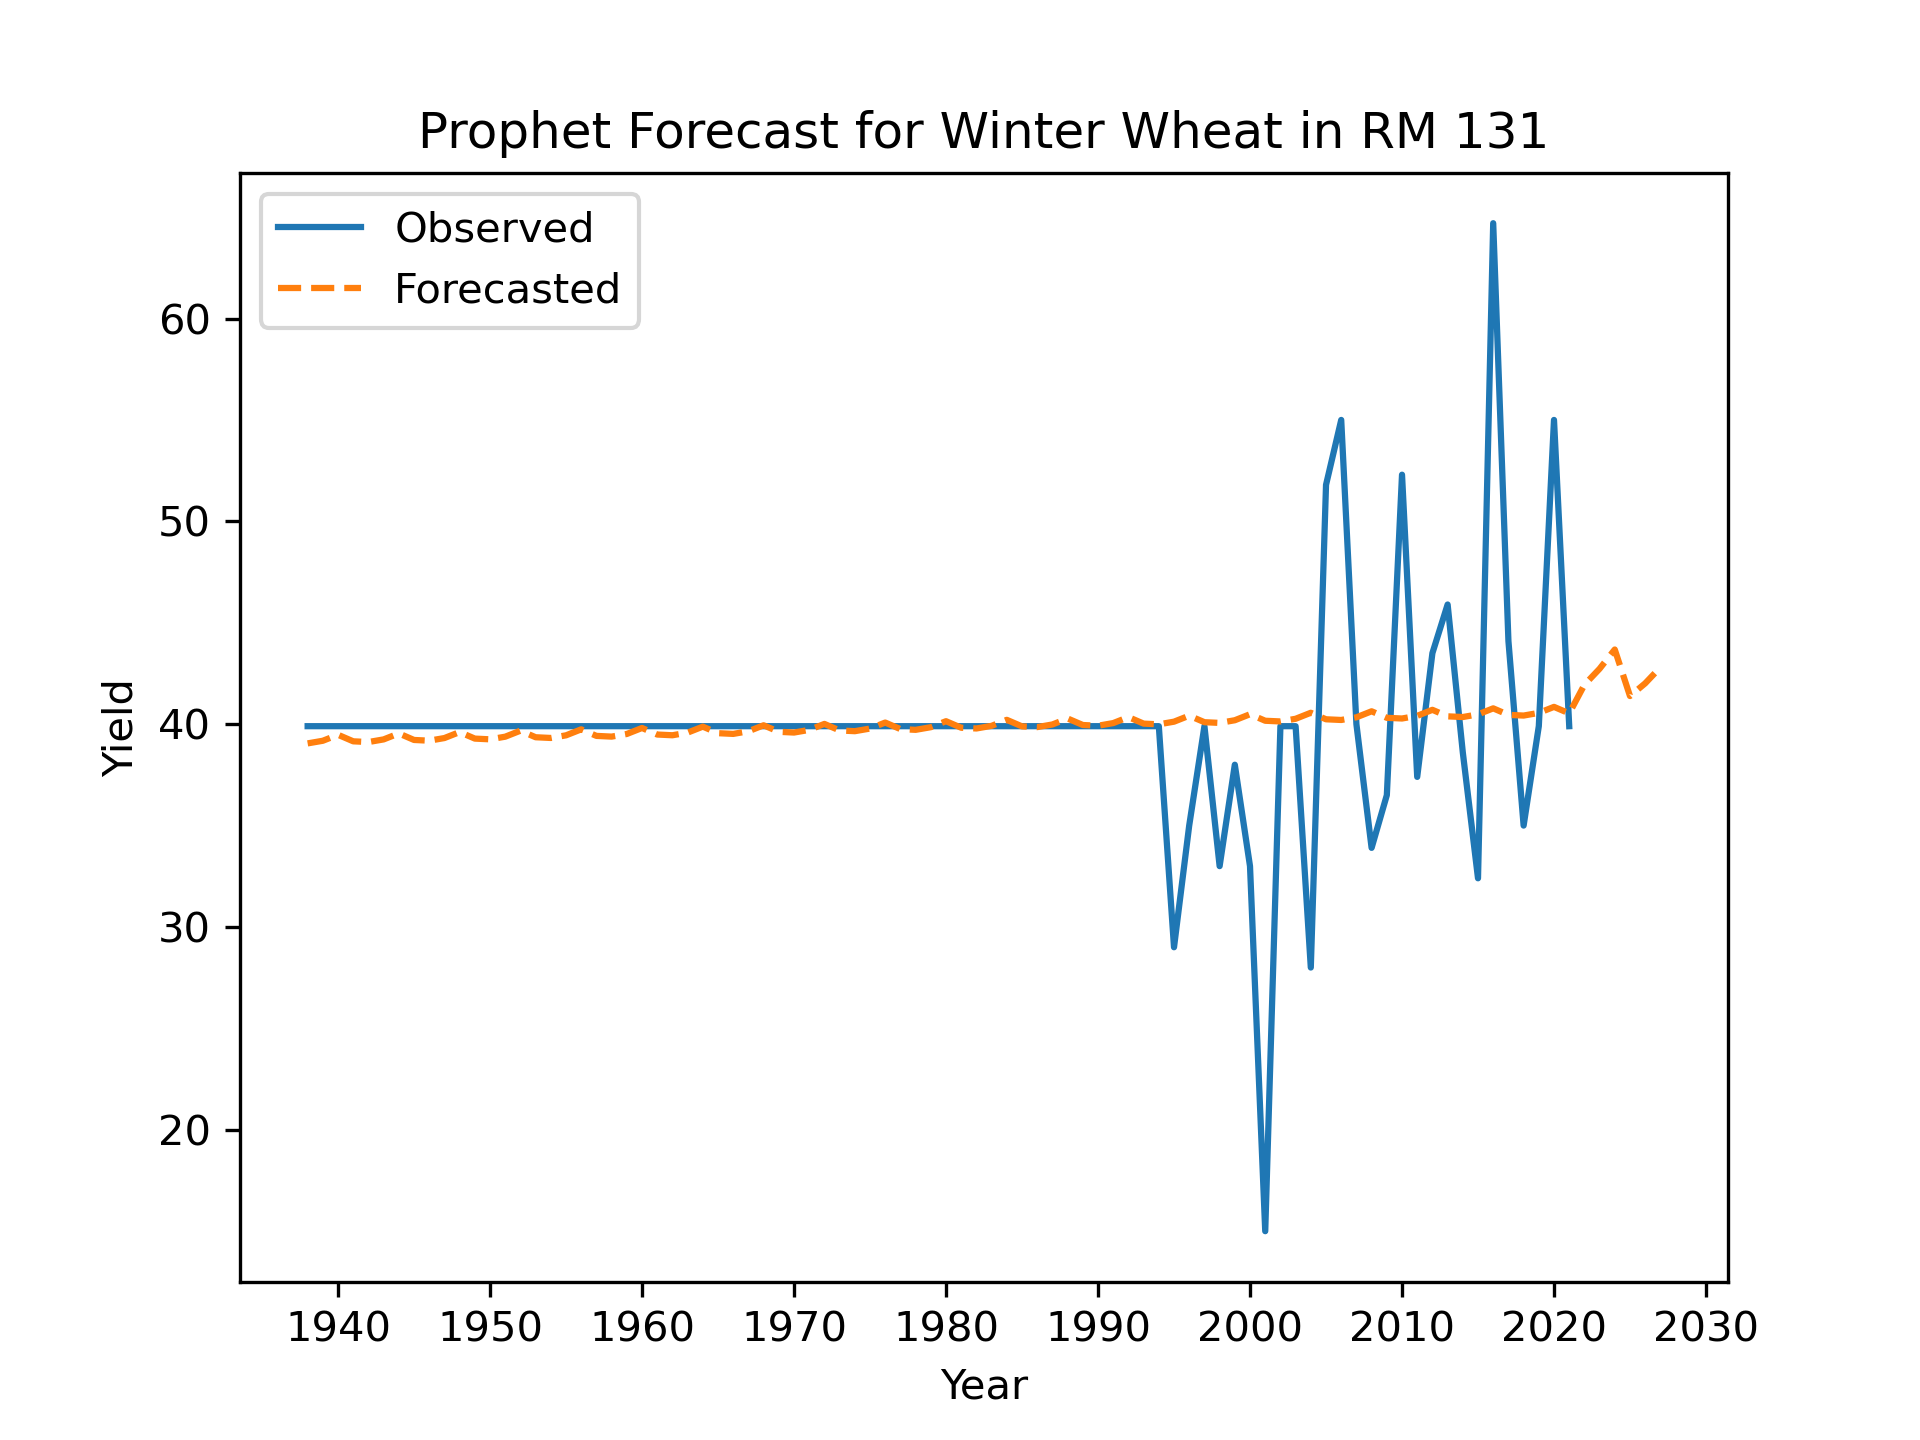 Prophet Forecast for Winter Wheat in RM 131
Observed
Forecasted
60
50
40
30
20
Yield
1940 1950 1960 1970 1980 1990 2000 2010 2020 2030
Year